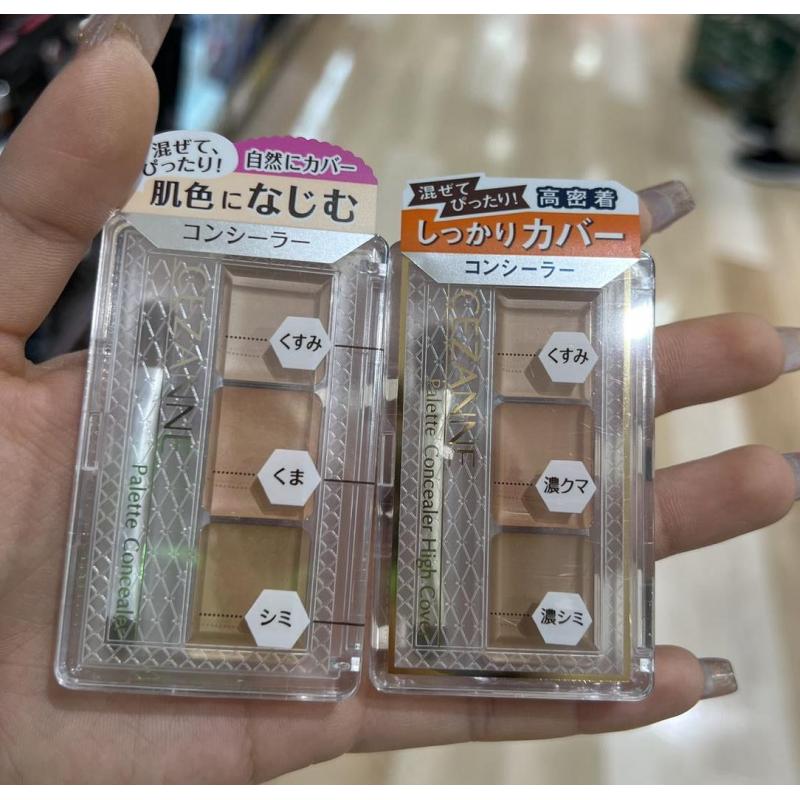 混ぜて、
ぴったり!
自然にカバー
肌色になじむ
コンシーラー
CEZANNE
Palette Concealer
くすみ
くま
シミ
混ぜて
ぴったり!
高密着
しっかりカバー
コンシーラー
CEZANNE
Palette Concealer High Cover
くすみ
濃クマ
濃シミ